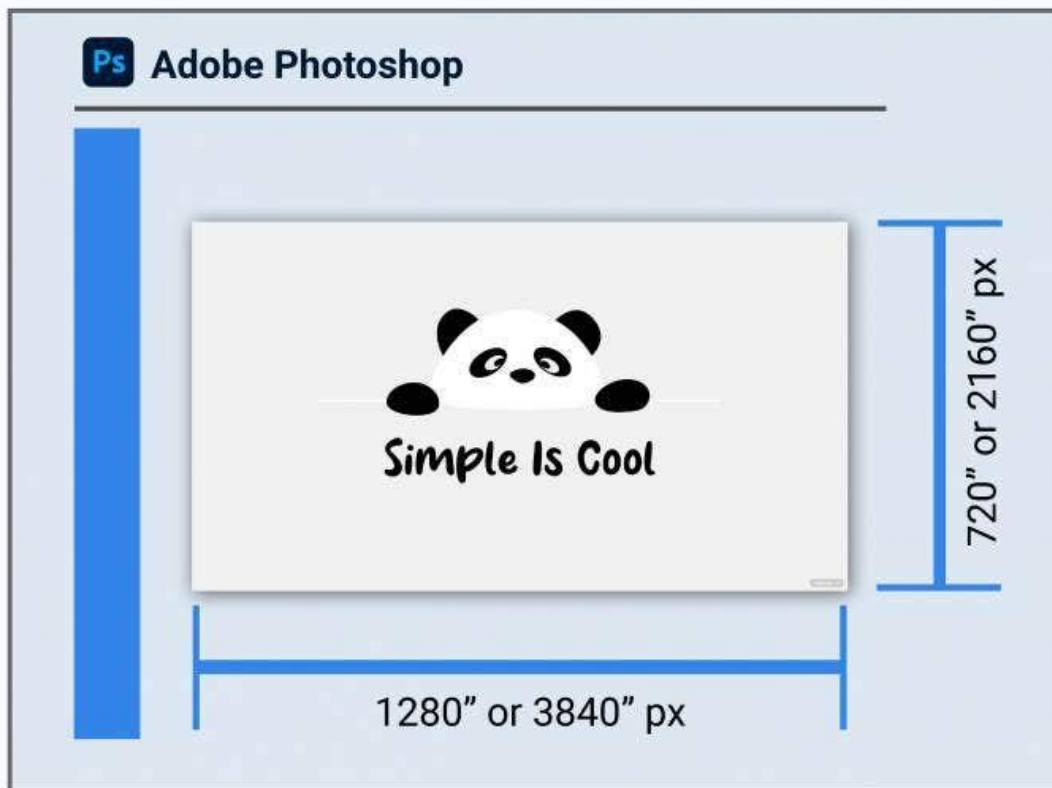 Ps Adobe Photoshop
Simple Is Cool
720” or 2160” px
1280” or 3840” px